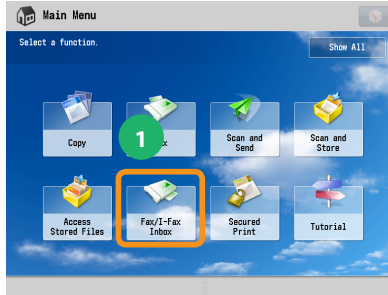 Main Menu
Select a function.
Show All
Copy
1
x
Scan and
Send
Scan and
Store
Access
Stored Files
Fax/I-Fax
Inbox
Secured
Print
Tutorial